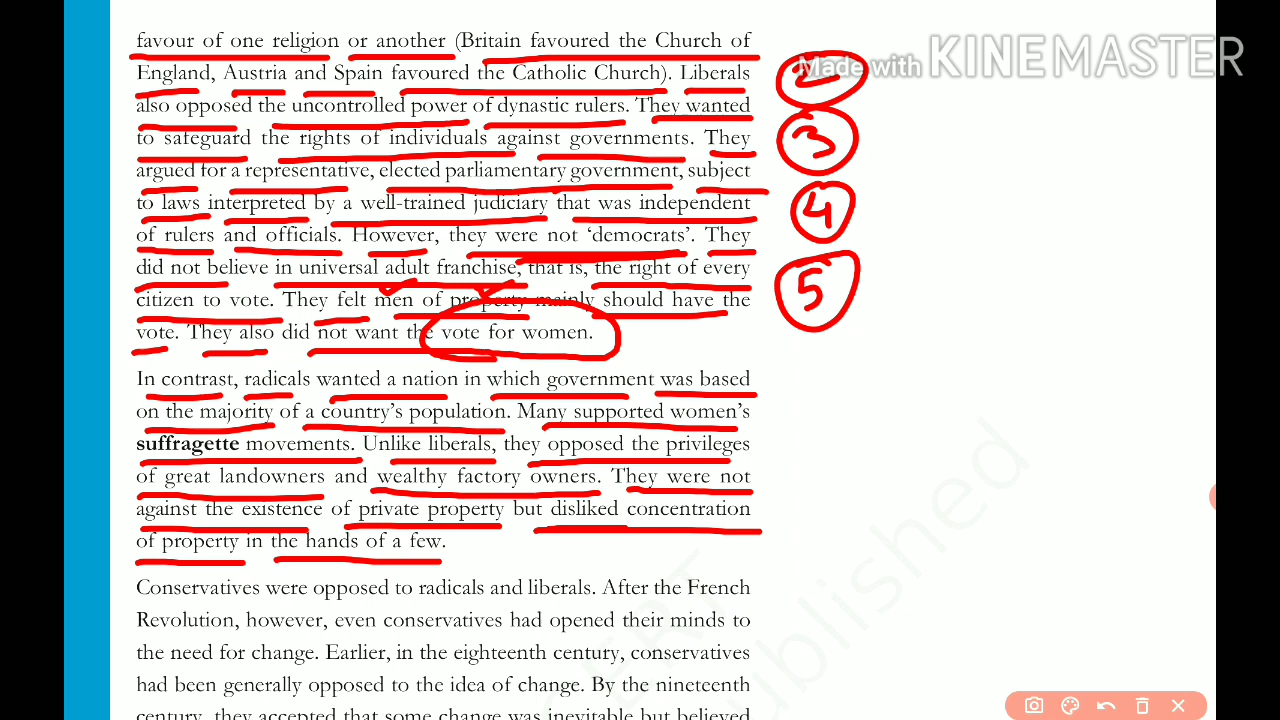 favour of one religion or another (Britain favoured the Church of
England, Austria and Spain favoured the Catholic Church). Liberals
also opposed the uncontrolled power of dynastic rulers. They wanted
to safeguard the rights of individuals against governments. They
argued for a representative, elected parliamentary government, subject
to laws interpreted by a well-trained judiciary that was independent
of rulers and officials. However, they were not ‘democrats’. They
did not believe in universal adult franchise, that is, the right of every
citizen to vote. They felt men of property mainly should have the
vote. They also did not want the vote for women.
In contrast, radicals wanted a nation in which government was based
on the majority of a country’s population. Many supported women’s
suffragette movements. Unlike liberals, they opposed the privileges
of great landowners and wealthy factory owners. They were not
against the existence of private property but disliked concentration
of property in the hands of a few.
Conservatives were opposed to radicals and liberals. After the French
Revolution, however, even conservatives had opened their minds to
the need for change. Earlier, in the eighteenth century, conservatives
had been generally opposed to the idea of change. By the nineteenth
century, they accepted that some change was inevitable but believed
Made with KINEMASTER
3
4
5